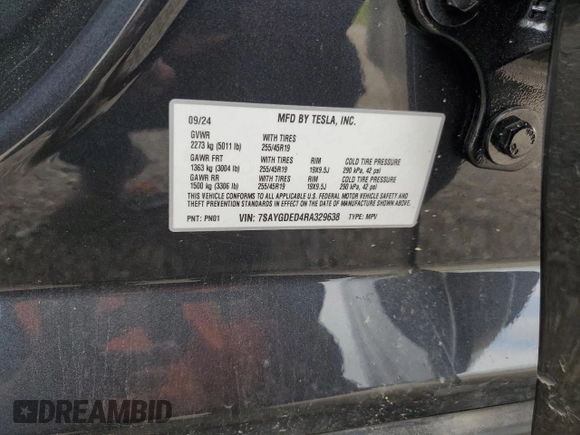 09/24 MFD BY TESLA, INC.
GVWR WITH TIRES
2273 kg (5011 lb) 255/45R19
GAWR FRT WITH TIRES RIM COLD TIRE PRESSURE
1363 kg (3004 lb) 255/45R19 19X9.5J 290 kPa, 42 psi
GAWR RR WITH TIRES RIM COLD TIRE PRESSURE
1500 kg (3306 lb) 255/45R19 19X9.5J 290 kPa, 42 psi
THIS VEHICLE CONFORMS TO ALL APPLICABLE U.S. FEDERAL MOTOR VEHICLE SAFETY AND
THEFT PREVENTION STANDARDS IN EFFECT ON THE DATE OF MANUFACTURE SHOWN ABOVE.
PNT: PN01 VIN: 7SAYGDED4RA329638 TYPE: MPV
DREAMBID